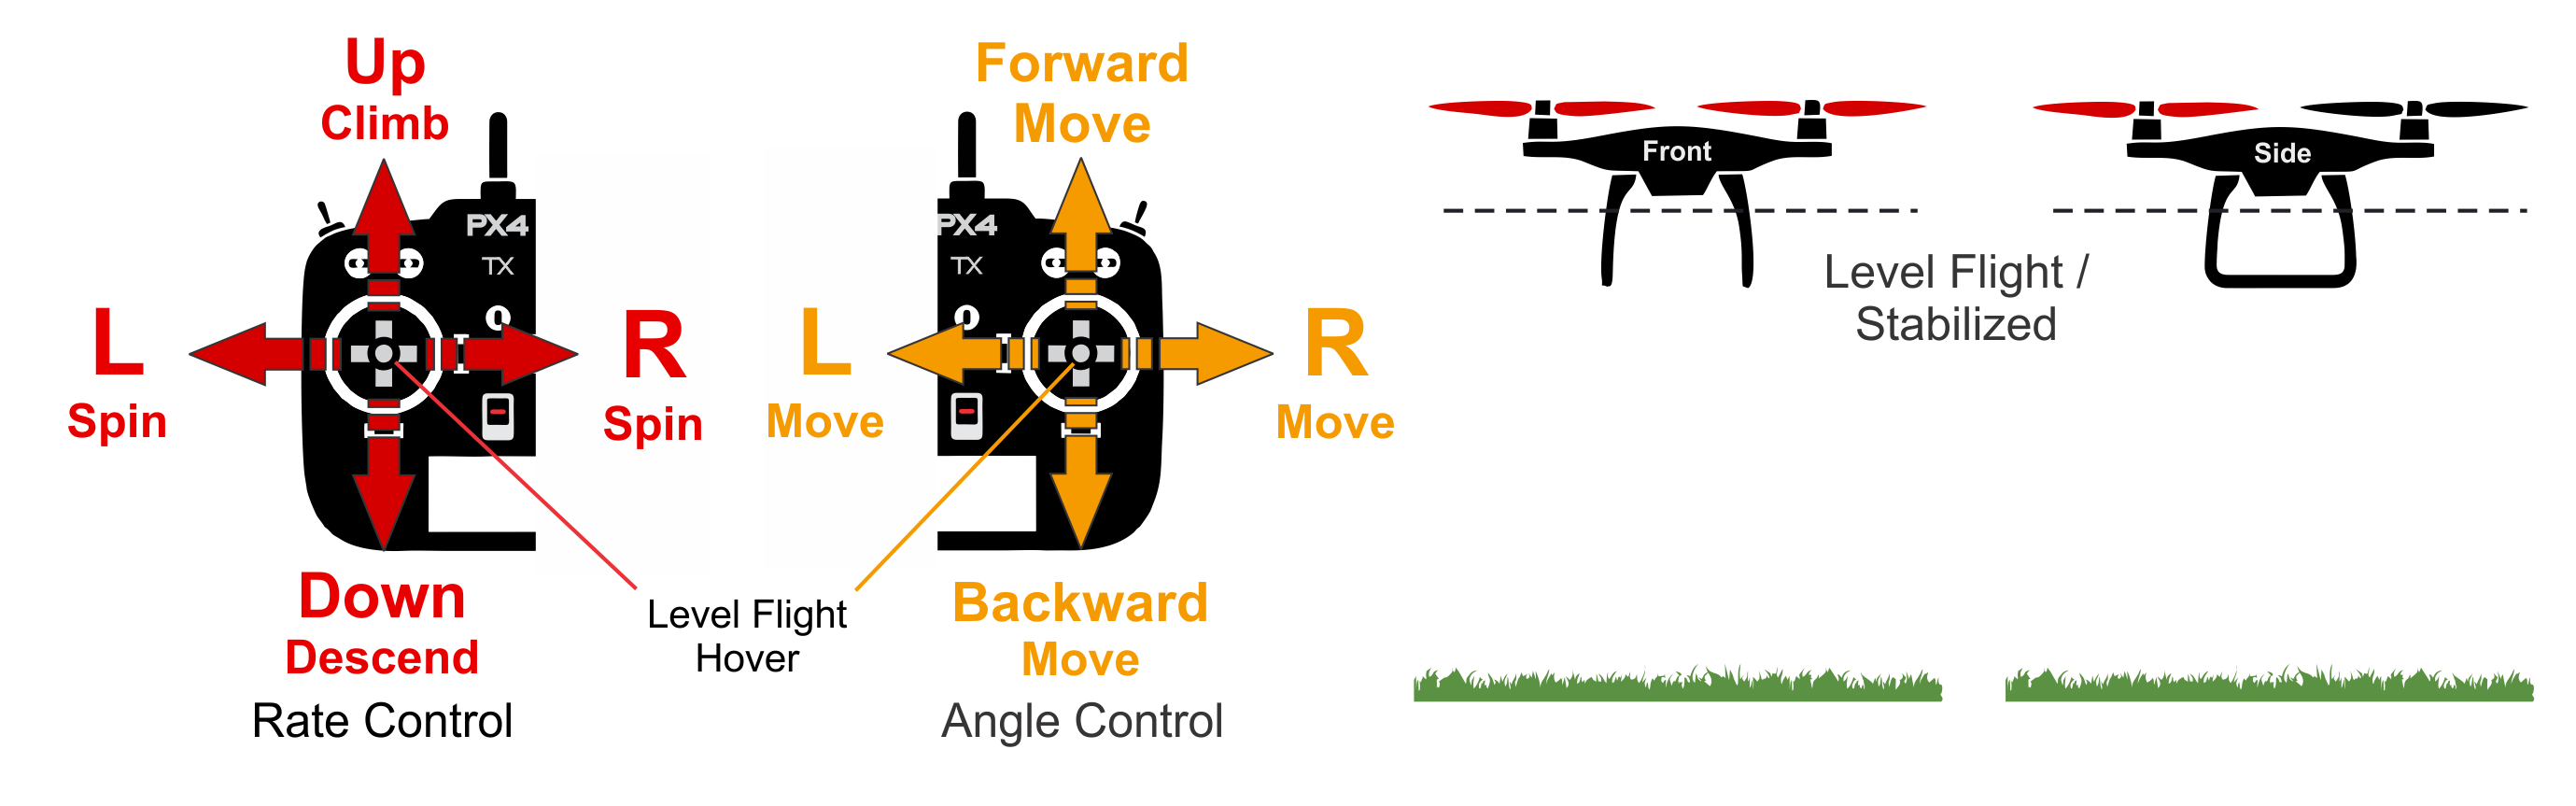 Up
Climb
PX4
TX
L
Spin
R
Spin
Down
Descend
Rate Control
Level Flight
Hover
Forward
Move
PX4
TX
L
Move
R
Move
Backward
Move
Angle Control
Front
Side
Level Flight /
Stabilized